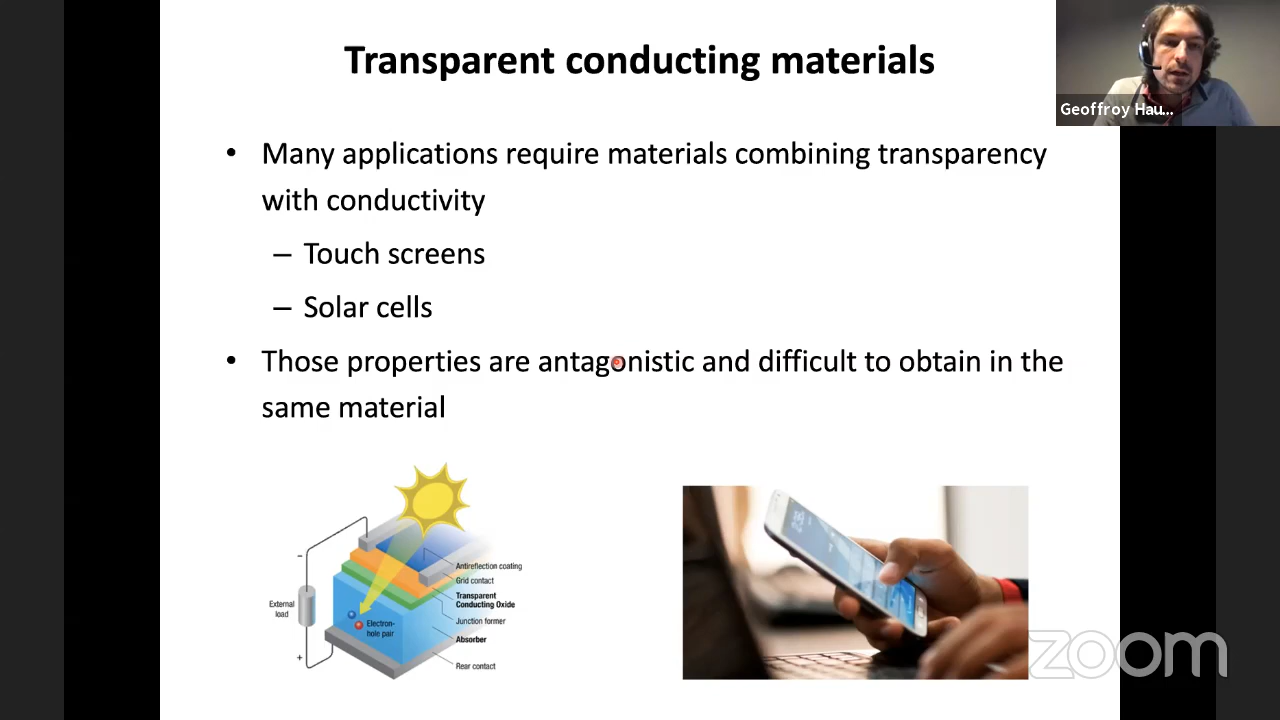 Transparent conducting materials
Geoffroy Hau...
• Many applications require materials combining transparency
with conductivity
– Touch screens
– Solar cells
• Those properties are antagonistic and difficult to obtain in the
same material
Antireflection coating
Grid contact
Transparent
Conducting Oxide
Junction former
Absorber
Rear contact
External
load
Electron-
hole pair
–
+
zoom